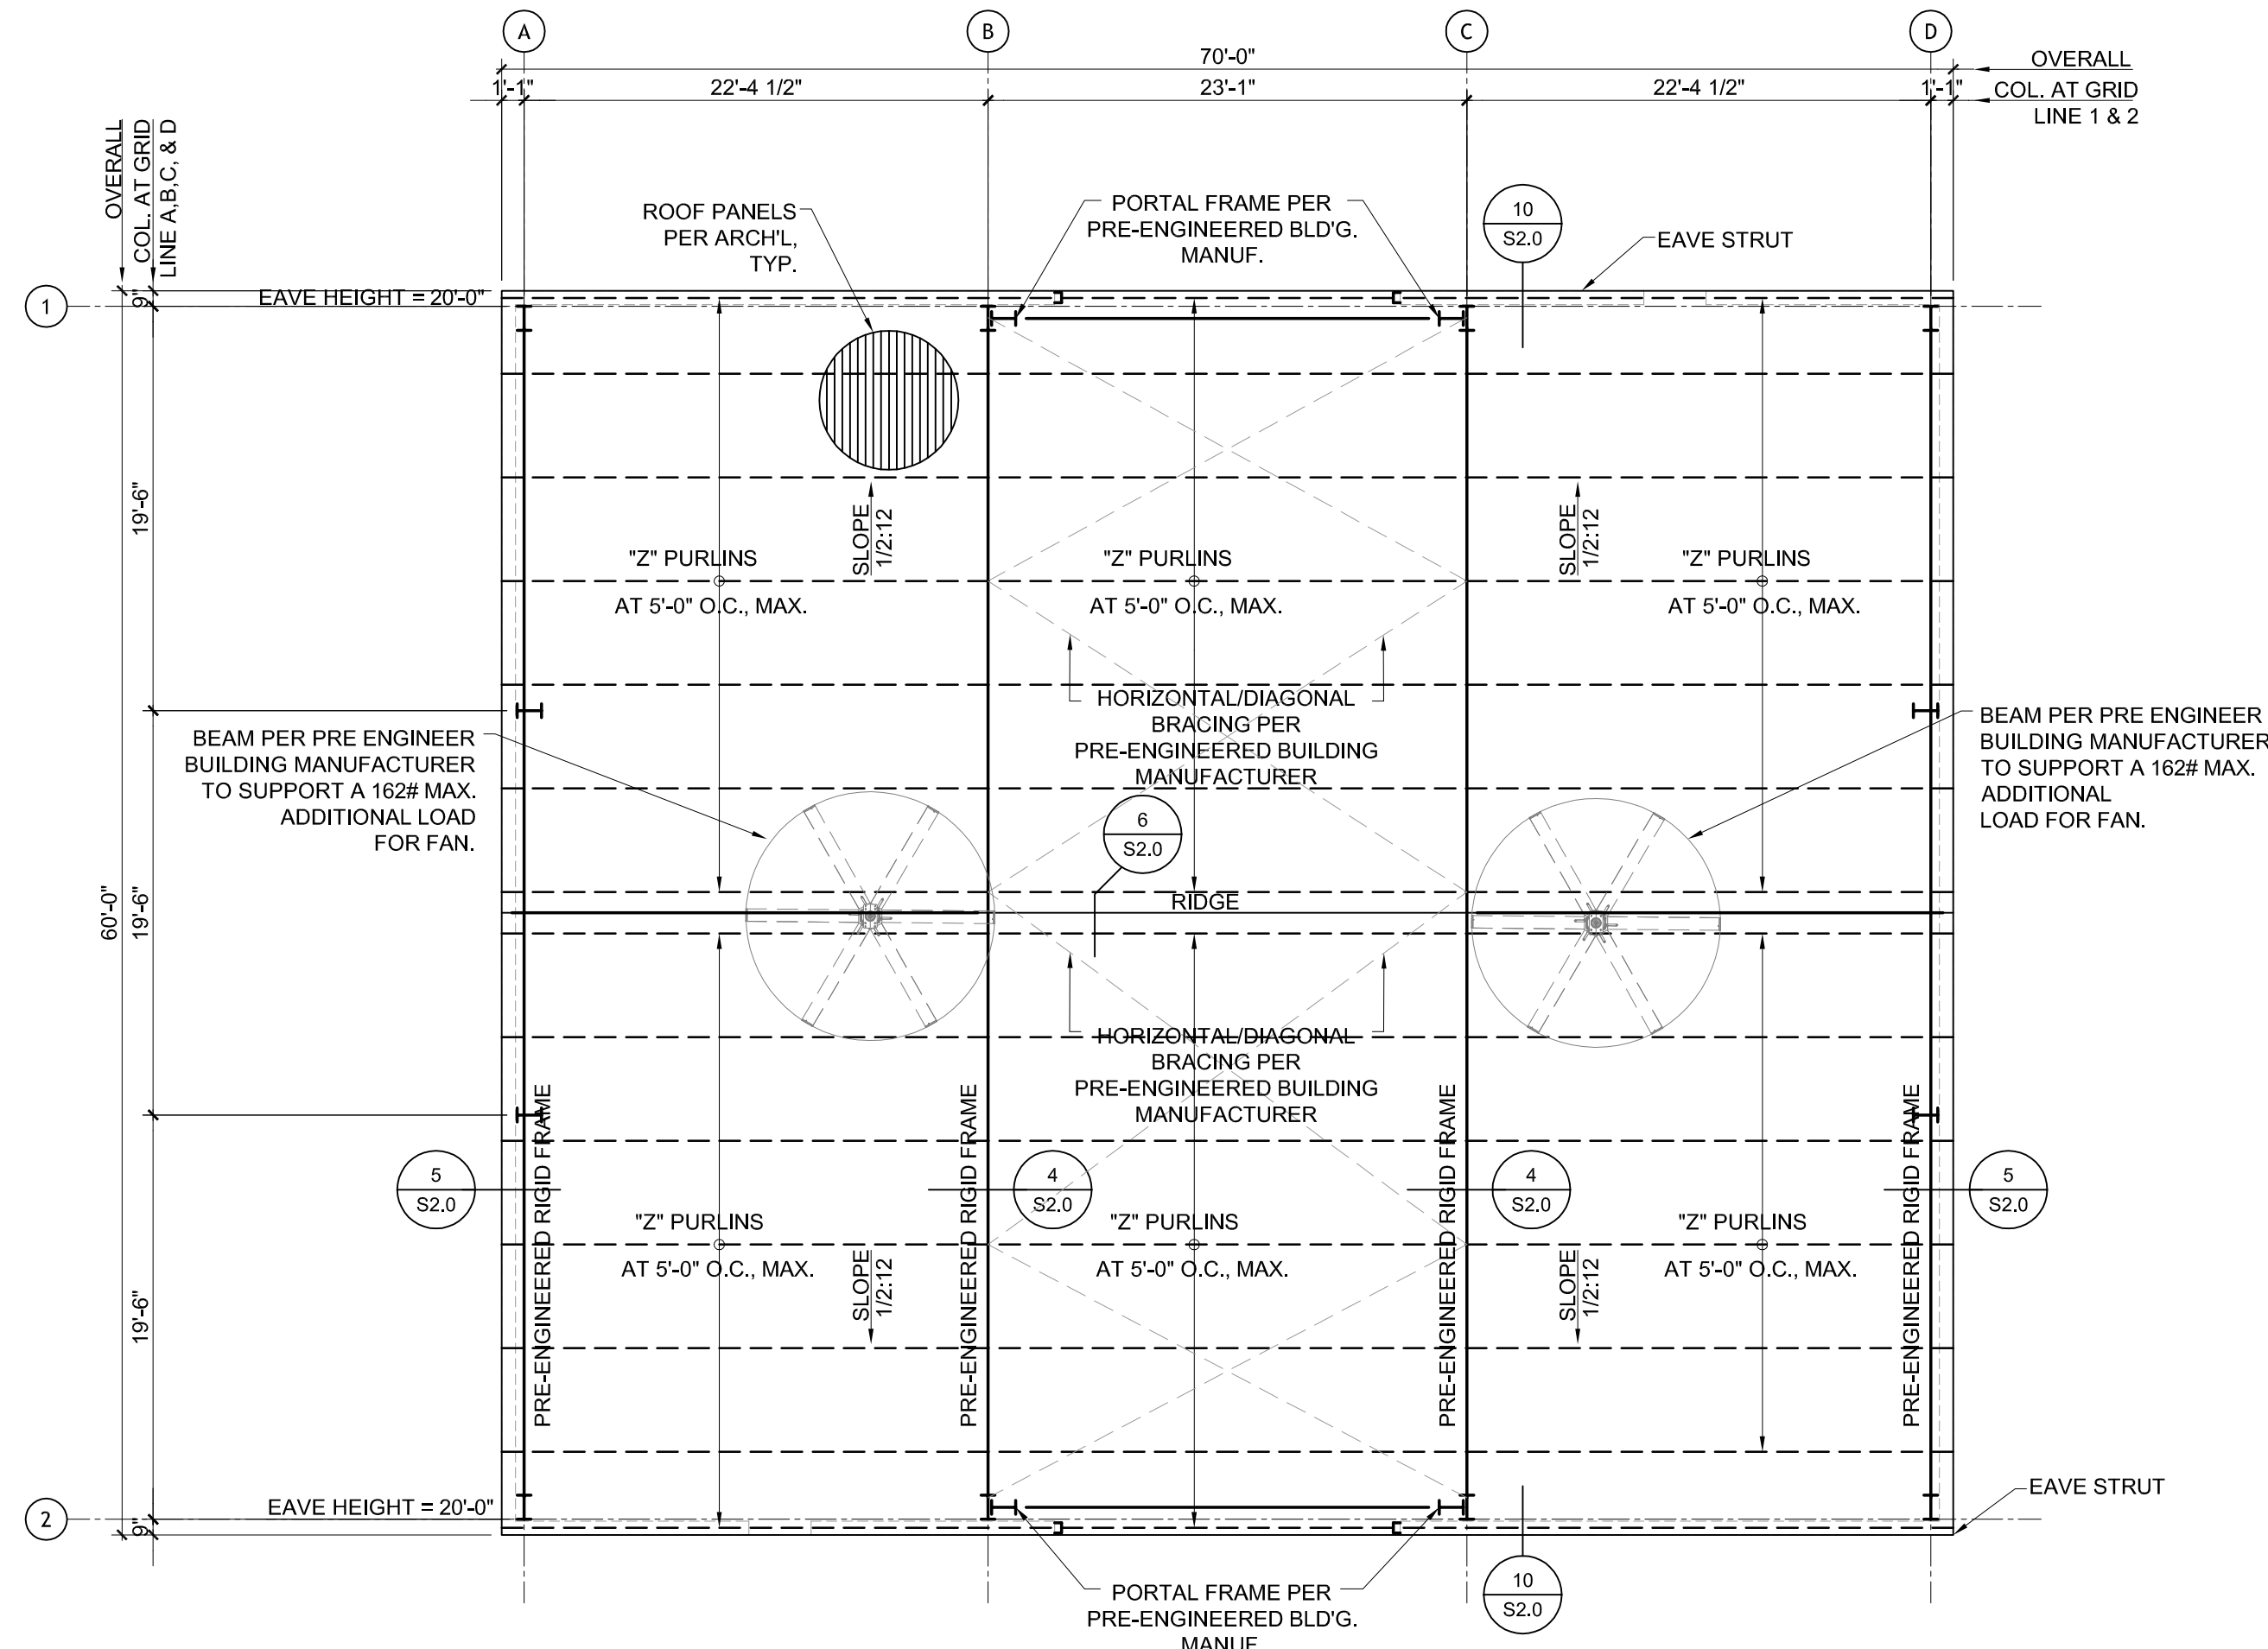 A
B
C
D
70'-0"
OVERALL
1'-1"
22'-4 1/2"
23'-1"
22'-4 1/2"
1'-1"
COL. AT GRID
LINE 1 & 2
OVERALL
COL. AT GRID
LINE A,B,C, & D
ROOF PANELS
PER ARCH'L,
TYP.
PORTAL FRAME PER
PRE-ENGINEERED BLD'G.
MANUF.
10
S2.0
EAVE STRUT
1
9"
EAVE HEIGHT = 20'-0"
19'-6"
SLOPE
1/2:12
SLOPE
1/2:12
"Z" PURLINS
AT 5'-0" O.C., MAX.
"Z" PURLINS
AT 5'-0" O.C., MAX.
"Z" PURLINS
AT 5'-0" O.C., MAX.
HORIZONTAL/DIAGONAL
BRACING PER
PRE-ENGINEERED BUILDING
MANUFACTURER
BEAM PER PRE ENGINEER
BUILDING MANUFACTURER
TO SUPPORT A 162# MAX.
ADDITIONAL LOAD
FOR FAN.
BEAM PER PRE ENGINEER
BUILDING MANUFACTURER
TO SUPPORT A 162# MAX.
ADDITIONAL
LOAD FOR FAN.
6
S2.0
60'-0"
19'-6"
RIDGE
HORIZONTAL/DIAGONAL
BRACING PER
PRE-ENGINEERED BUILDING
MANUFACTURER
PRE-ENGINEERED RIGID FRAME
PRE-ENGINEERED RIGID FRAME
PRE-ENGINEERED RIGID FRAME
PRE-ENGINEERED RIGID FRAME
5
S2.0
4
S2.0
4
S2.0
5
S2.0
"Z" PURLINS
AT 5'-0" O.C., MAX.
"Z" PURLINS
AT 5'-0" O.C., MAX.
"Z" PURLINS
AT 5'-0" O.C., MAX.
SLOPE
1/2:12
SLOPE
1/2:12
19'-6"
EAVE STRUT
2
9"
EAVE HEIGHT = 20'-0"
PORTAL FRAME PER
PRE-ENGINEERED BLD'G.
MANUF.
10
S2.0